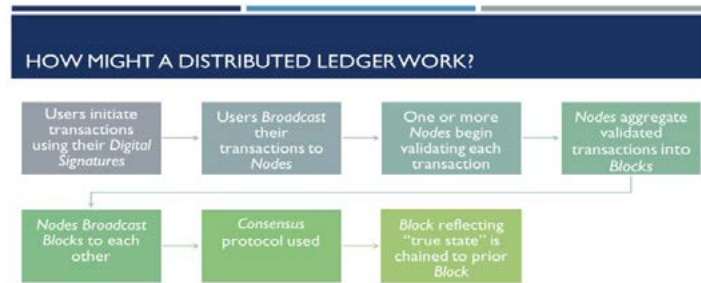 HOW MIGHT A DISTRIBUTED LEDGER WORK?
Users initiate
transactions
using their Digital
Signatures
Users Broadcast
their
transactions to
Nodes
One or more
Nodes begin
validating each
transaction
Nodes aggregate
validated
transactions into
Blocks
Nodes Broadcast
Blocks to each
other
Consensus
protocol used
Block reflecting
"true state" is
chained to prior
Block